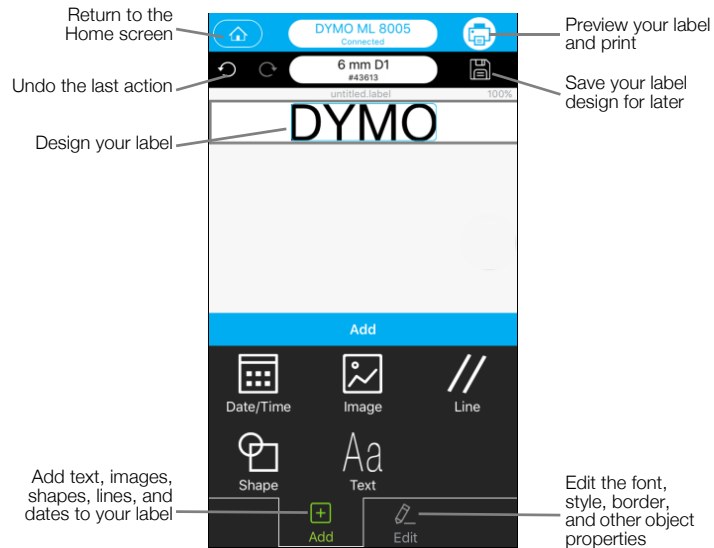 Return to the
Home screen
DYMO ML 8005
Connected
Preview your label
and print
Undo the last action
6 mm D1
#43613
Save your label
design for later
untitled.label
100%
Design your label
DYMO
Add
Date/Time
Image
Line
Shape
Text
Add text, images,
shapes, lines, and
dates to your label
Aa
Add
Edit
Edit the font,
style, border,
and other object
properties